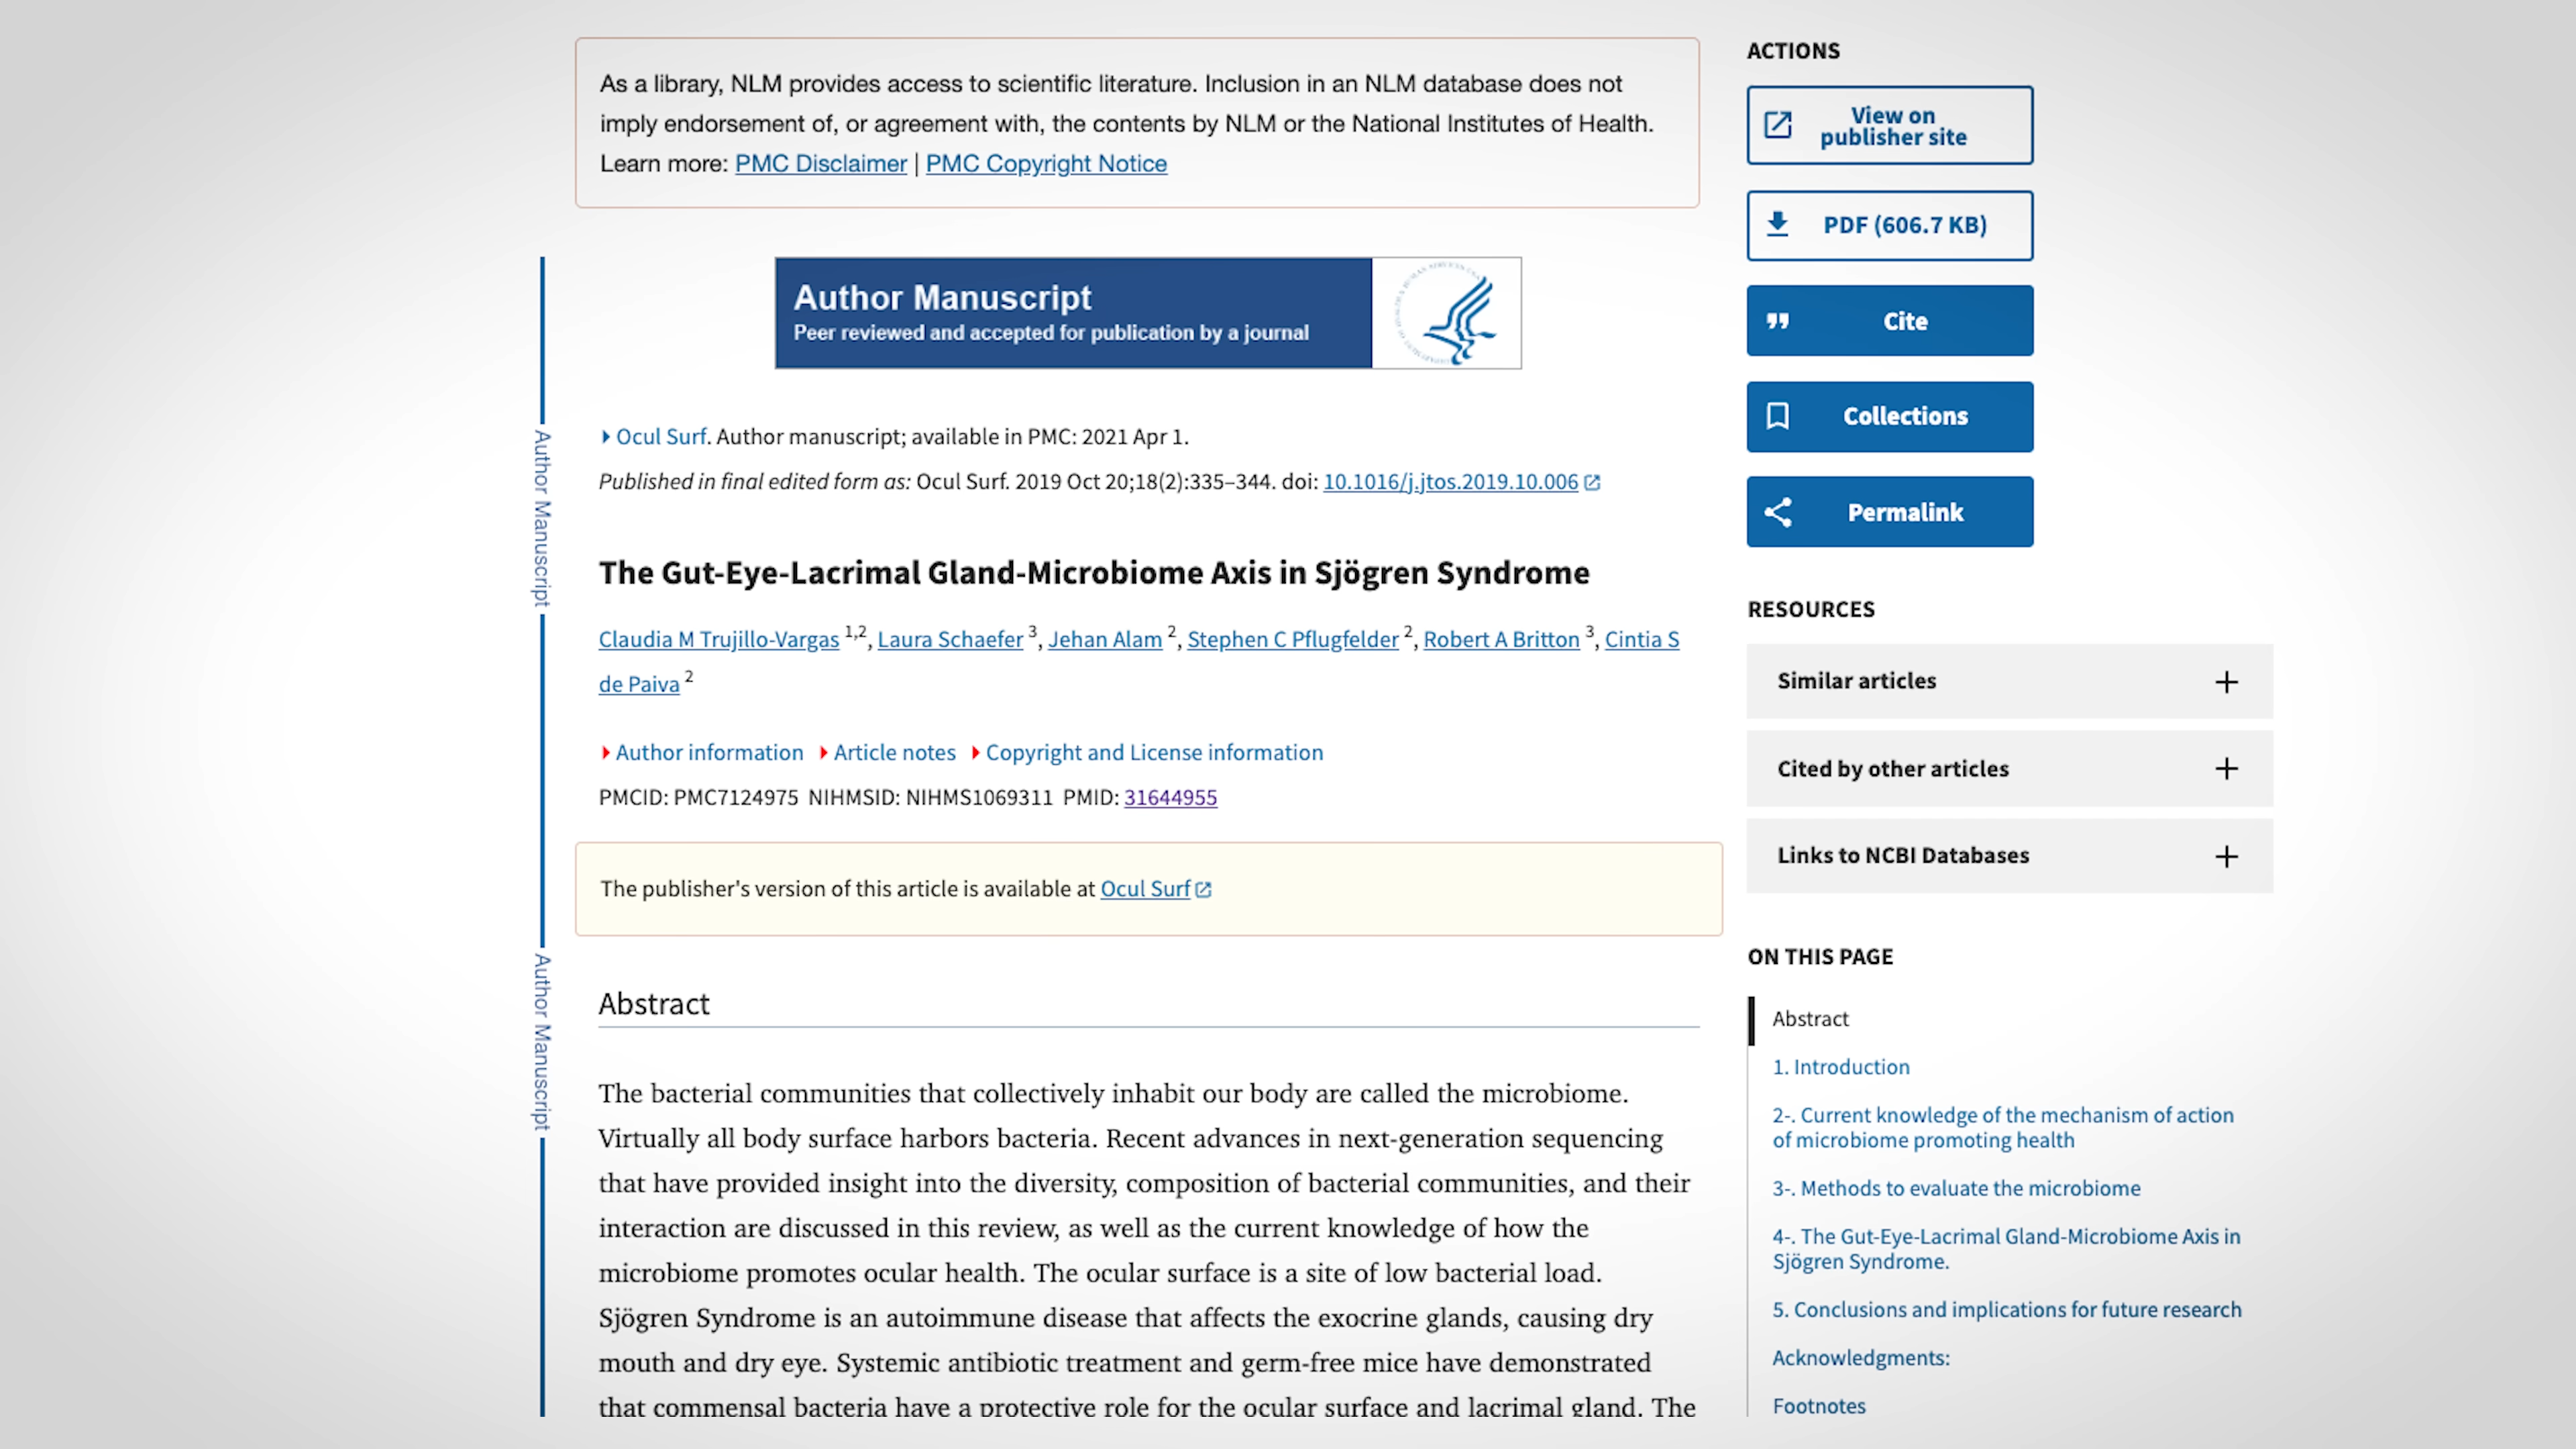 As a library, NLM provides access to scientific literature. Inclusion in an NLM database does not
imply endorsement of, or agreement with, the contents by NLM or the National Institutes of Health.
Learn more: PMC Disclaimer | PMC Copyright Notice
Author Manuscript
Peer reviewed and accepted for publication by a journal
Author Manuscript
Author Manuscript
Ocul Surf. Author manuscript; available in PMC: 2021 Apr 1.
Published in final edited form as: Ocul Surf. 2019 Oct 20;18(2):335–344. doi: 10.1016/j.jtos.2019.10.006
The Gut-Eye-Lacrimal Gland-Microbiome Axis in Sjögren Syndrome
Claudia M Trujillo-Vargas 1,2, Laura Schaefer 3, Jehan Alam 2, Stephen C Pflugfelder 2, Robert A Britton 3, Cintia S
de Paiva 2
Author information Article notes Copyright and License information
PMCID: PMC7124975 NIHMSID: NIHMS1069311 PMID: 31644955
The publisher's version of this article is available at Ocul Surf
Abstract
The bacterial communities that collectively inhabit our body are called the microbiome.
Virtually all body surface harbors bacteria. Recent advances in next-generation sequencing
that have provided insight into the diversity, composition of bacterial communities, and their
interaction are discussed in this review, as well as the current knowledge of how the
microbiome promotes ocular health. The ocular surface is a site of low bacterial load.
Sjögren Syndrome is an autoimmune disease that affects the exocrine glands, causing dry
mouth and dry eye. Systemic antibiotic treatment and germ-free mice have demonstrated
that commensal bacteria have a protective role for the ocular surface and lacrimal gland. The
ACTIONS
View on
publisher site
PDF (606.7 KB)
Cite
Collections
Permalink
RESOURCES
Similar articles
Cited by other articles
Links to NCBI Databases
ON THIS PAGE
Abstract
1. Introduction
2-. Current knowledge of the mechanism of action
of microbiome promoting health
3-. Methods to evaluate the microbiome
4-. The Gut-Eye-Lacrimal Gland-Microbiome Axis in
Sjögren Syndrome.
5. Conclusions and implications for future research
Acknowledgments:
Footnotes